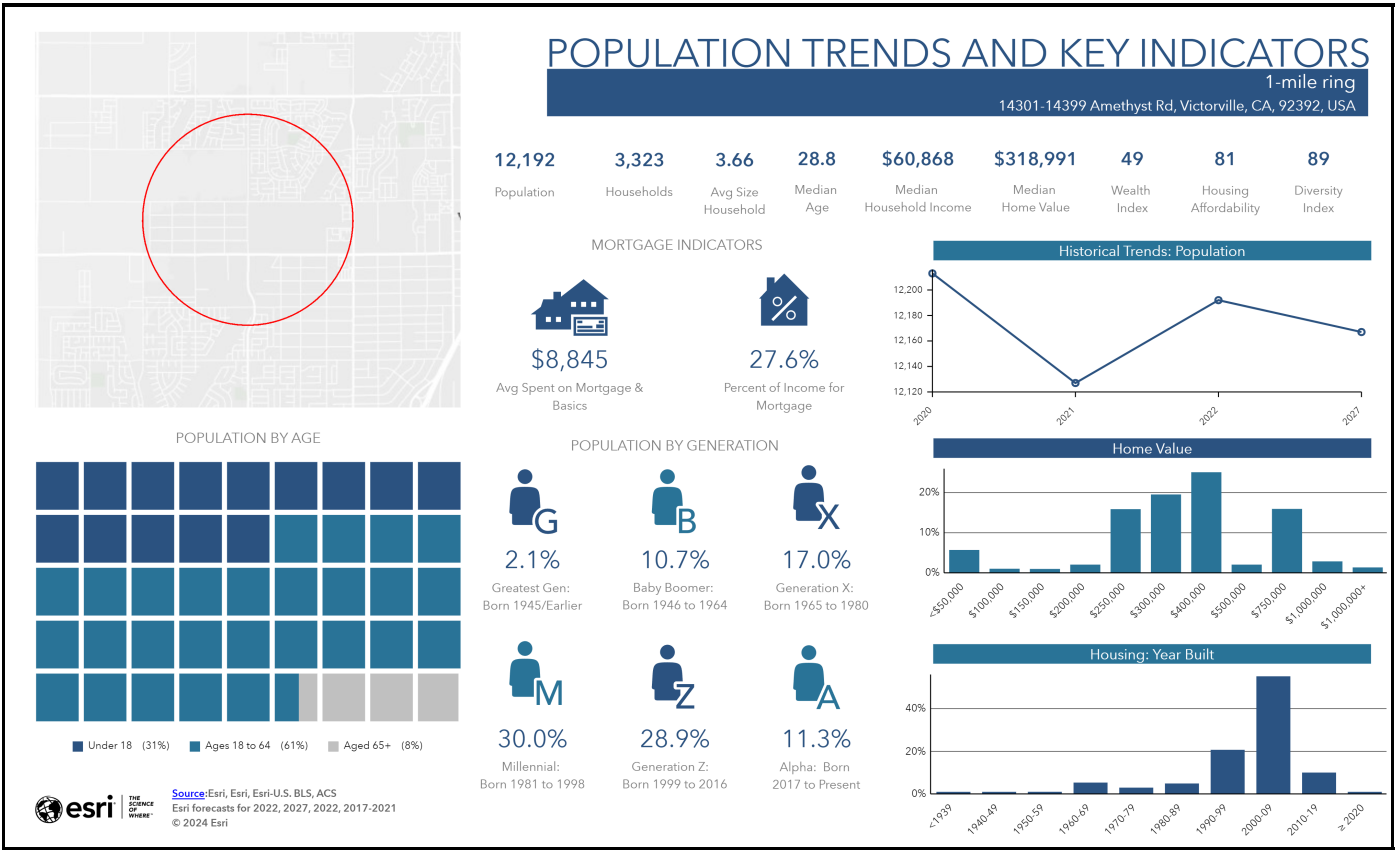 POPULATION TRENDS AND KEY INDICATORS
1-mile ring
14301-14399 Amethyst Rd, Victorville, CA, 92392, USA
12,192
Population
3,323
Households
3.66
Avg Size
Household
28.8
Median
Age
$60,868
Median
Household Income
$318,991
Median
Home Value
49
Wealth
Index
81
Housing
Affordability
89
Diversity
Index
MORTGAGE INDICATORS
$8,845
Avg Spent on Mortgage &
Basics
27.6%
Percent of Income for
Mortgage
Historical Trends: Population
12,200
12,180
12,160
12,140
12,120
2020
2021
2022
2027
POPULATION BY AGE
Under 18 (31%)
Ages 18 to 64 (61%)
Aged 65+ (8%)
POPULATION BY GENERATION
G
2.1%
Greatest Gen:
Born 1945/Earlier
B
10.7%
Baby Boomer:
Born 1946 to 1964
X
17.0%
Generation X:
Born 1965 to 1980
M
30.0%
Millennial:
Born 1981 to 1998
Z
28.9%
Generation Z:
Born 1999 to 2016
A
11.3%
Alpha: Born
2017 to Present
Home Value
20%
10%
0%
<$50,000
$100,000
$150,000
$200,000
$250,000
$300,000
$400,000
$500,000
$750,000
$1,000,000
$1,000,000+
Housing: Year Built
40%
20%
0%
<1939
1940-49
1950-59
1960-69
1970-79
1980-89
1990-99
2000-09
2010-19
≥ 2020
esri
THE
SCIENCE
OF
WHERE™
Source:Esri, Esri, Esri-U.S. BLS, ACS
Esri forecasts for 2022, 2027, 2022, 2017-2021
© 2024 Esri